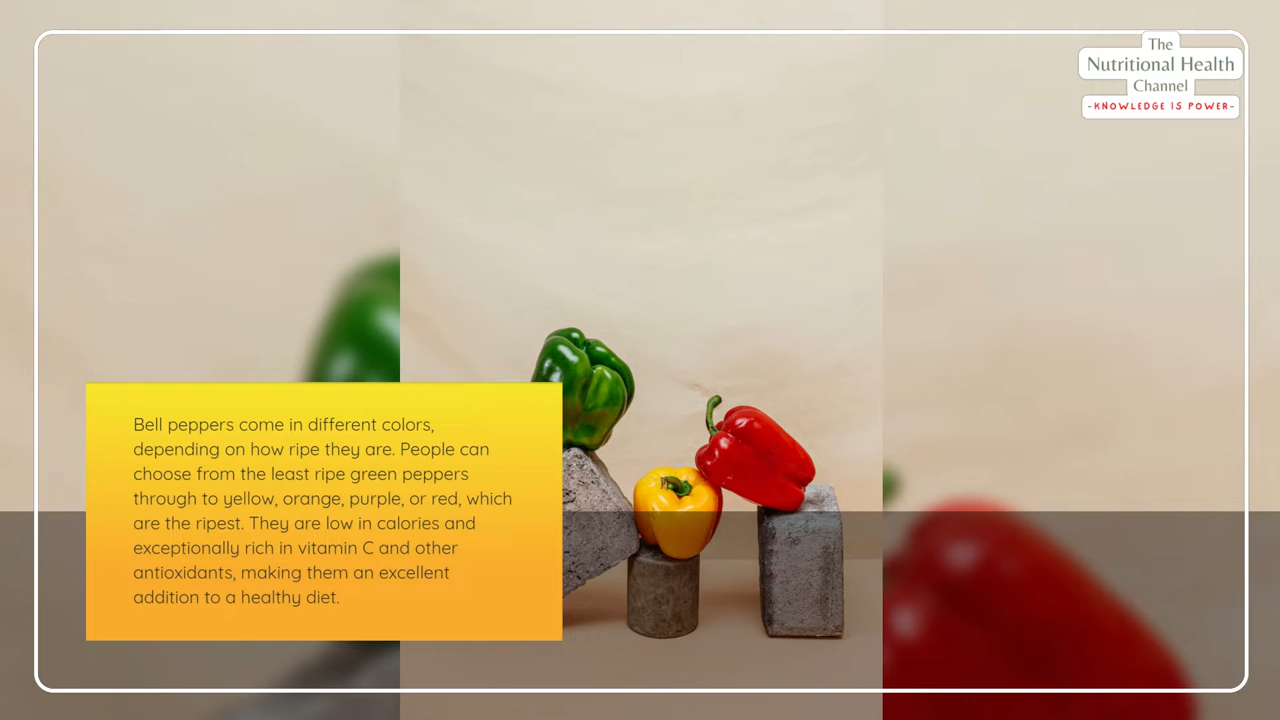 The
Nutritional Health
Channel
-KNOWLEDGE IS POWER-
Bell peppers come in different colors,
depending on how ripe they are. People can
choose from the least ripe green peppers
through to yellow, orange, purple, or red, which
are the ripest. They are low in calories and
exceptionally rich in vitamin C and other
antioxidants, making them an excellent
addition to a healthy diet.